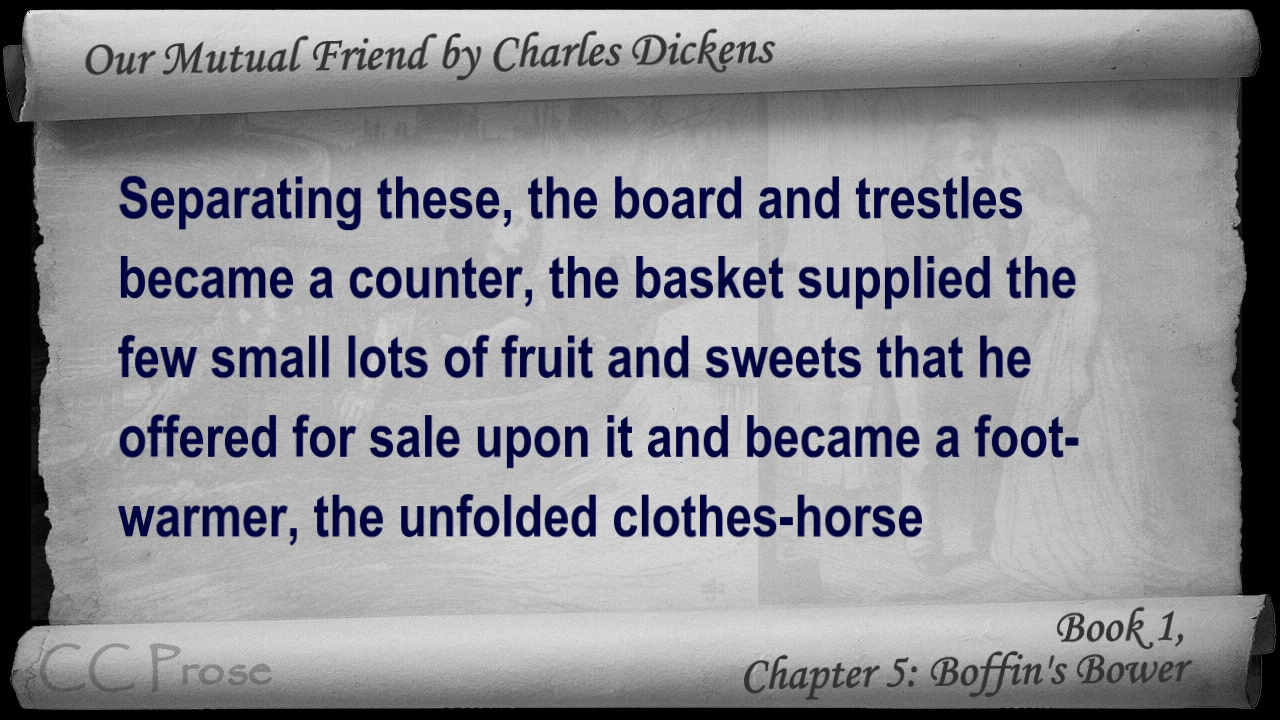 Our Mutual Friend by Charles Dickens
Separating these, the board and trestles
became a counter, the basket supplied the
few small lots of fruit and sweets that he
offered for sale upon it and became a foot-
warmer, the unfolded clothes-horse
Book 1,
Chapter 5: Boffin's Bower
CC Prose